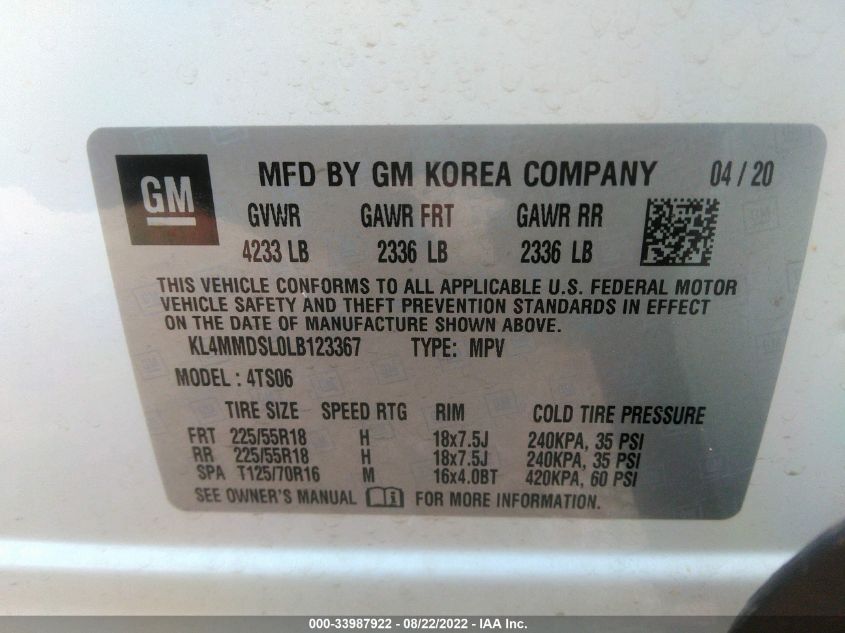 GM
MFD BY GM KOREA COMPANY 04 / 20
GVWR GAWR FRT GAWR RR
4233 LB 2336 LB 2336 LB
THIS VEHICLE CONFORMS TO ALL APPLICABLE U.S. FEDERAL MOTOR
VEHICLE SAFETY AND THEFT PREVENTION STANDARDS IN EFFECT
ON THE DATE OF MANUFACTURE SHOWN ABOVE.
KL4MMDSL0LB123367 TYPE: MPV
MODEL : 4TS06
TIRE SIZE SPEED RTG RIM COLD TIRE PRESSURE
FRT 225/55R18 H 18x7.5J 240KPA, 35 PSI
RR 225/55R18 H 18x7.5J 240KPA, 35 PSI
SPA T125/70R16 M 16x4.0BT 420KPA, 60 PSI
SEE OWNER'S MANUAL FOR MORE INFORMATION.
000-33987922 - 08/22/2022 - IAA Inc.